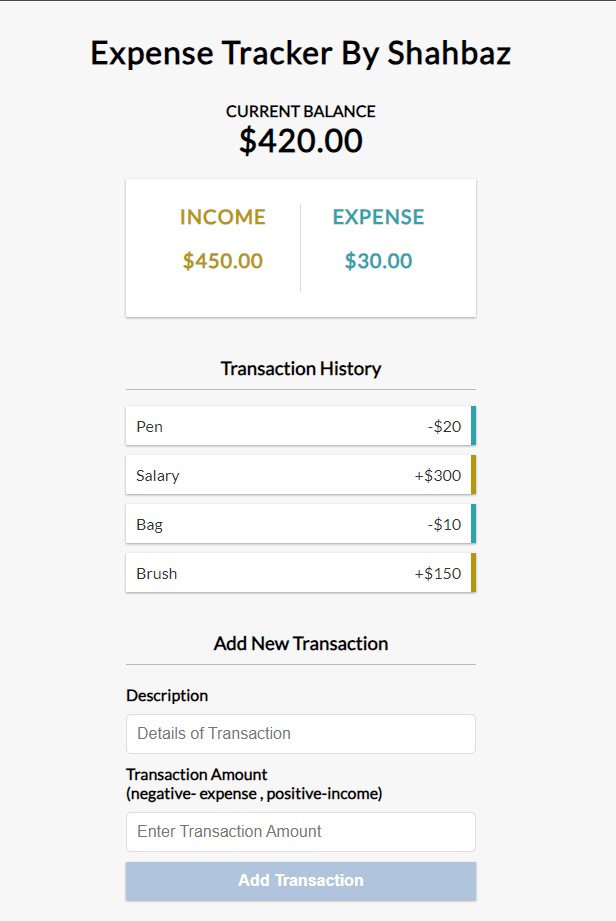 Expense Tracker By Shahbaz
CURRENT BALANCE
$420.00
INCOME
$450.00
EXPENSE
$30.00
Transaction History
Pen -$20
Salary +$300
Bag -$10
Brush +$150
Add New Transaction
Description
Details of Transaction
Transaction Amount
(negative- expense , positive-income)
Enter Transaction Amount
Add Transaction